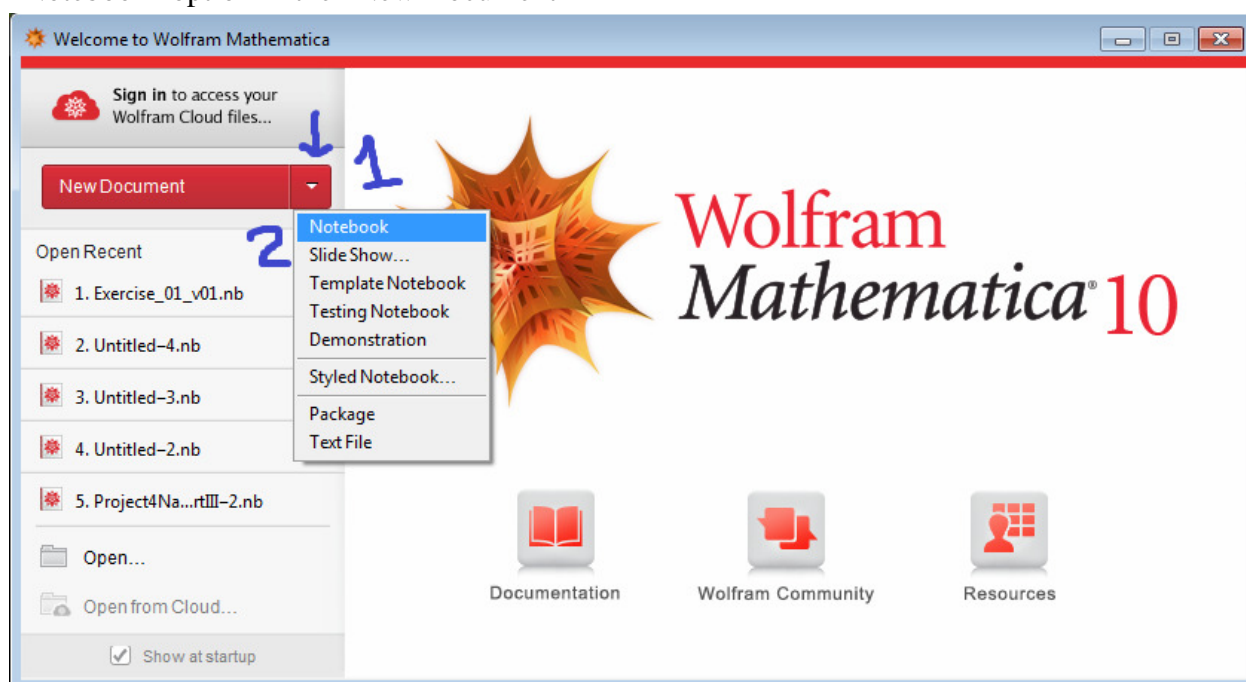 Welcome to Wolfram Mathematica
Sign in to access your
Wolfram Cloud files...
1
New Document
2
Notebook
Slide Show...
Template Notebook
Testing Notebook
Demonstration
Styled Notebook...
Package
Text File
Open Recent
1. Exercise_01_v01.nb
2. Untitled–4.nb
3. Untitled–3.nb
4. Untitled–2.nb
5. Project4Na...rtIII–2.nb
Open...
Open from Cloud...
Show at startup
Wolfram
Mathematica® 10
Documentation
Wolfram Community
Resources